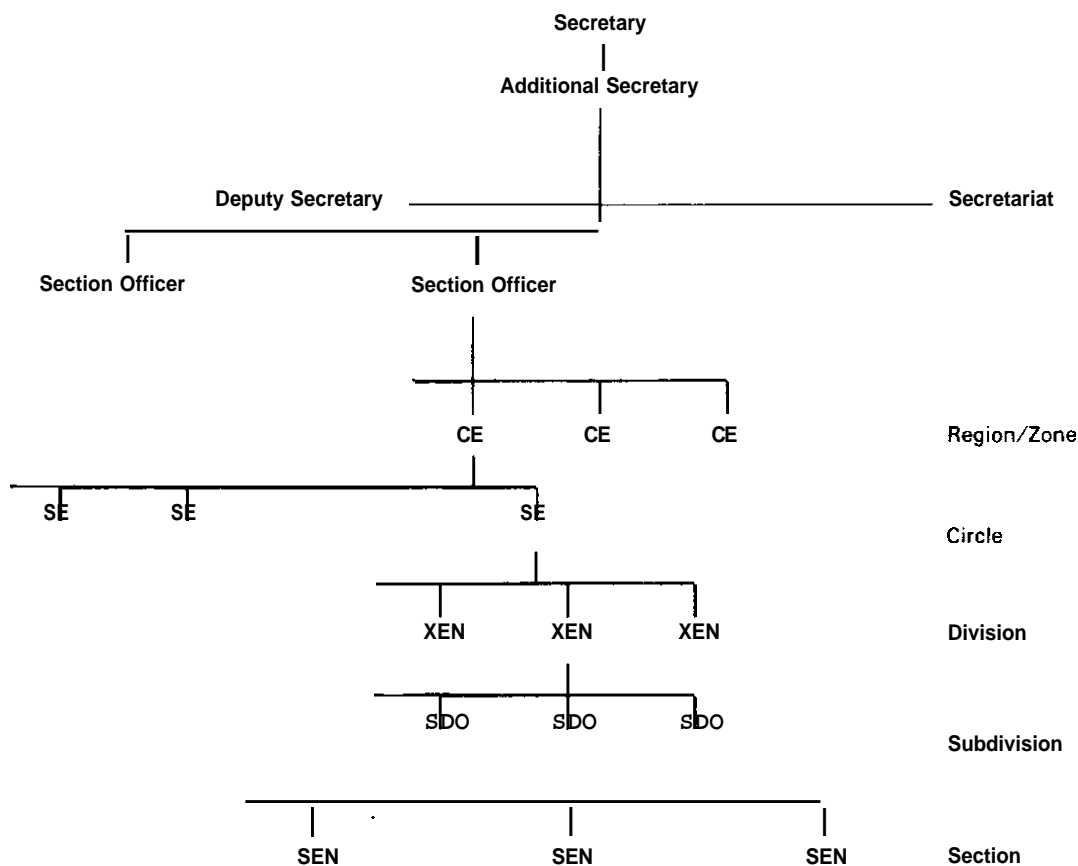 Secretary
Additional Secretary
Deputy Secretary Secretariat
Section Officer Section Officer
CE CE CE Region/Zone
SE SE SE
Circle
XEN XEN XEN Division
SDO SDO SDO
Subdivision
SEN SEN SEN Section